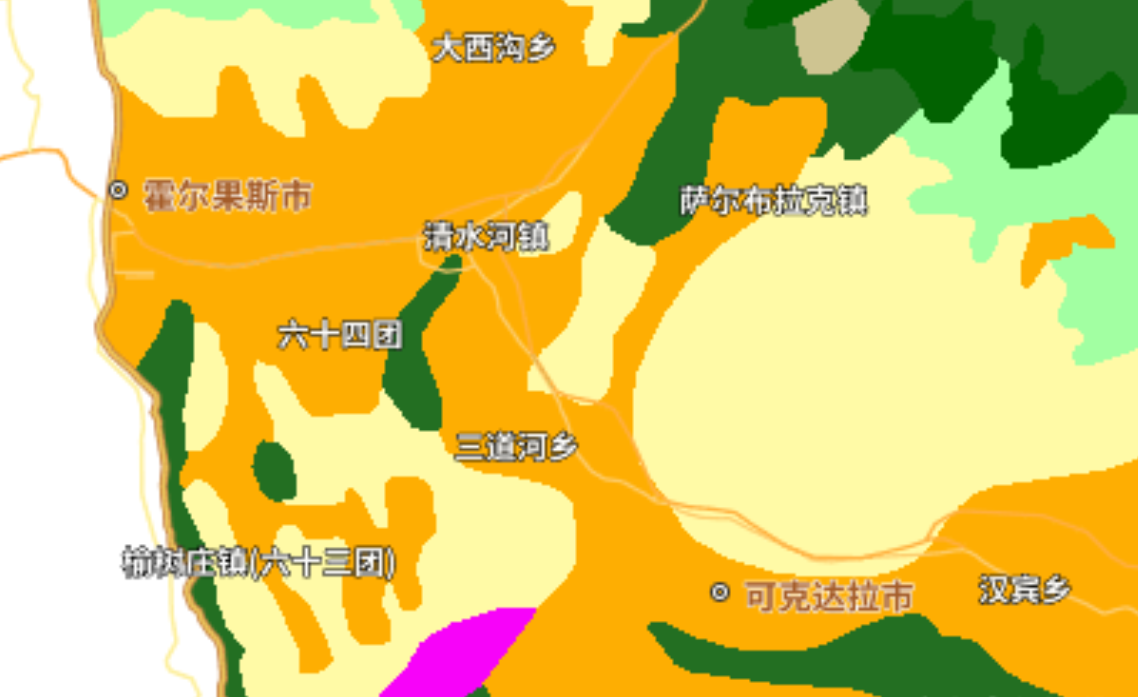 大西沟乡
霍尔果斯市
萨尔布拉克镇
清水河镇
六十四团
三道河乡
榆树庄镇(六十三团)
可克达拉市
汉宾乡